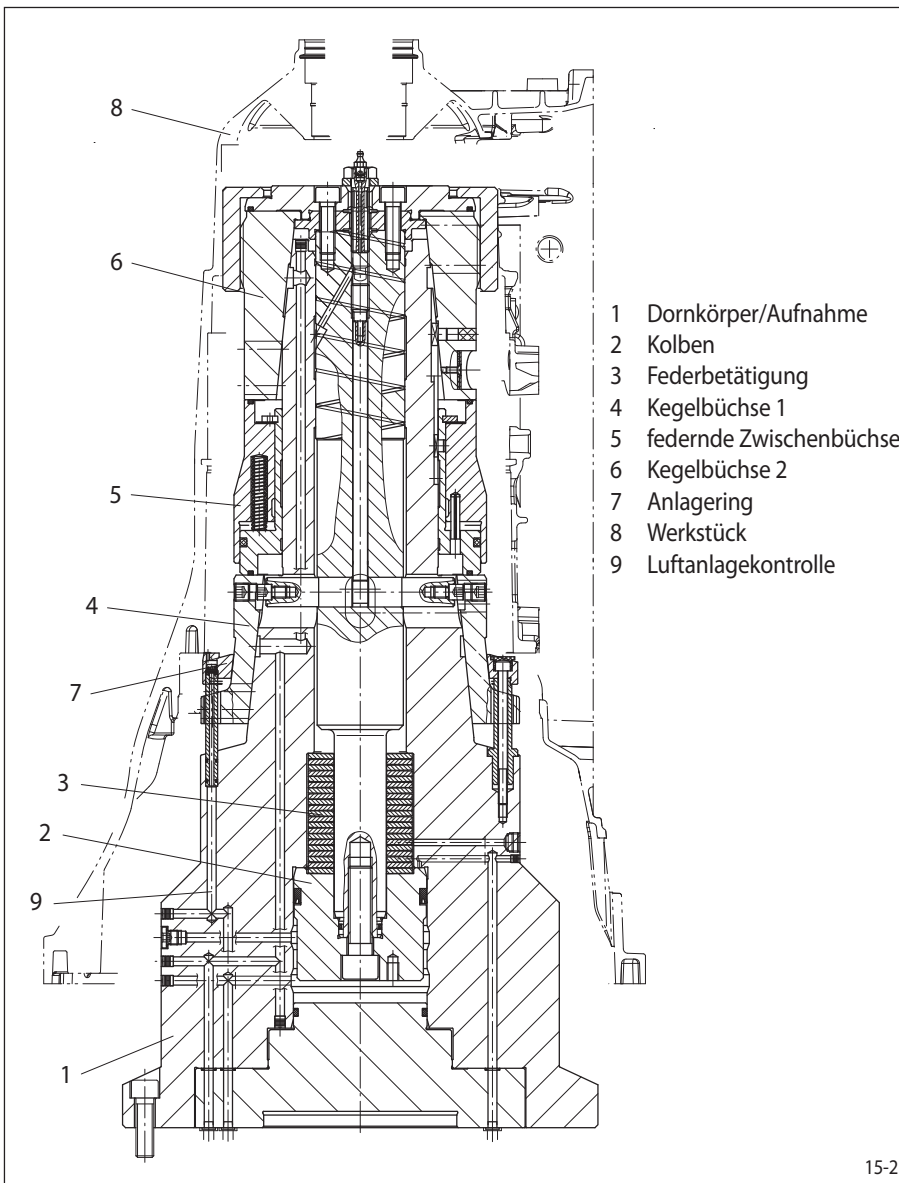 8
6
5
4
7
3
2
9
1
1 Dornkörper/Aufnahme
2 Kolben
3 Federbetätigung
4 Kegelbüchse 1
5 federnde Zwischenbüchse
6 Kegelbüchse 2
7 Anlagering
8 Werkstück
9 Luftanlagekontrolle
15-2